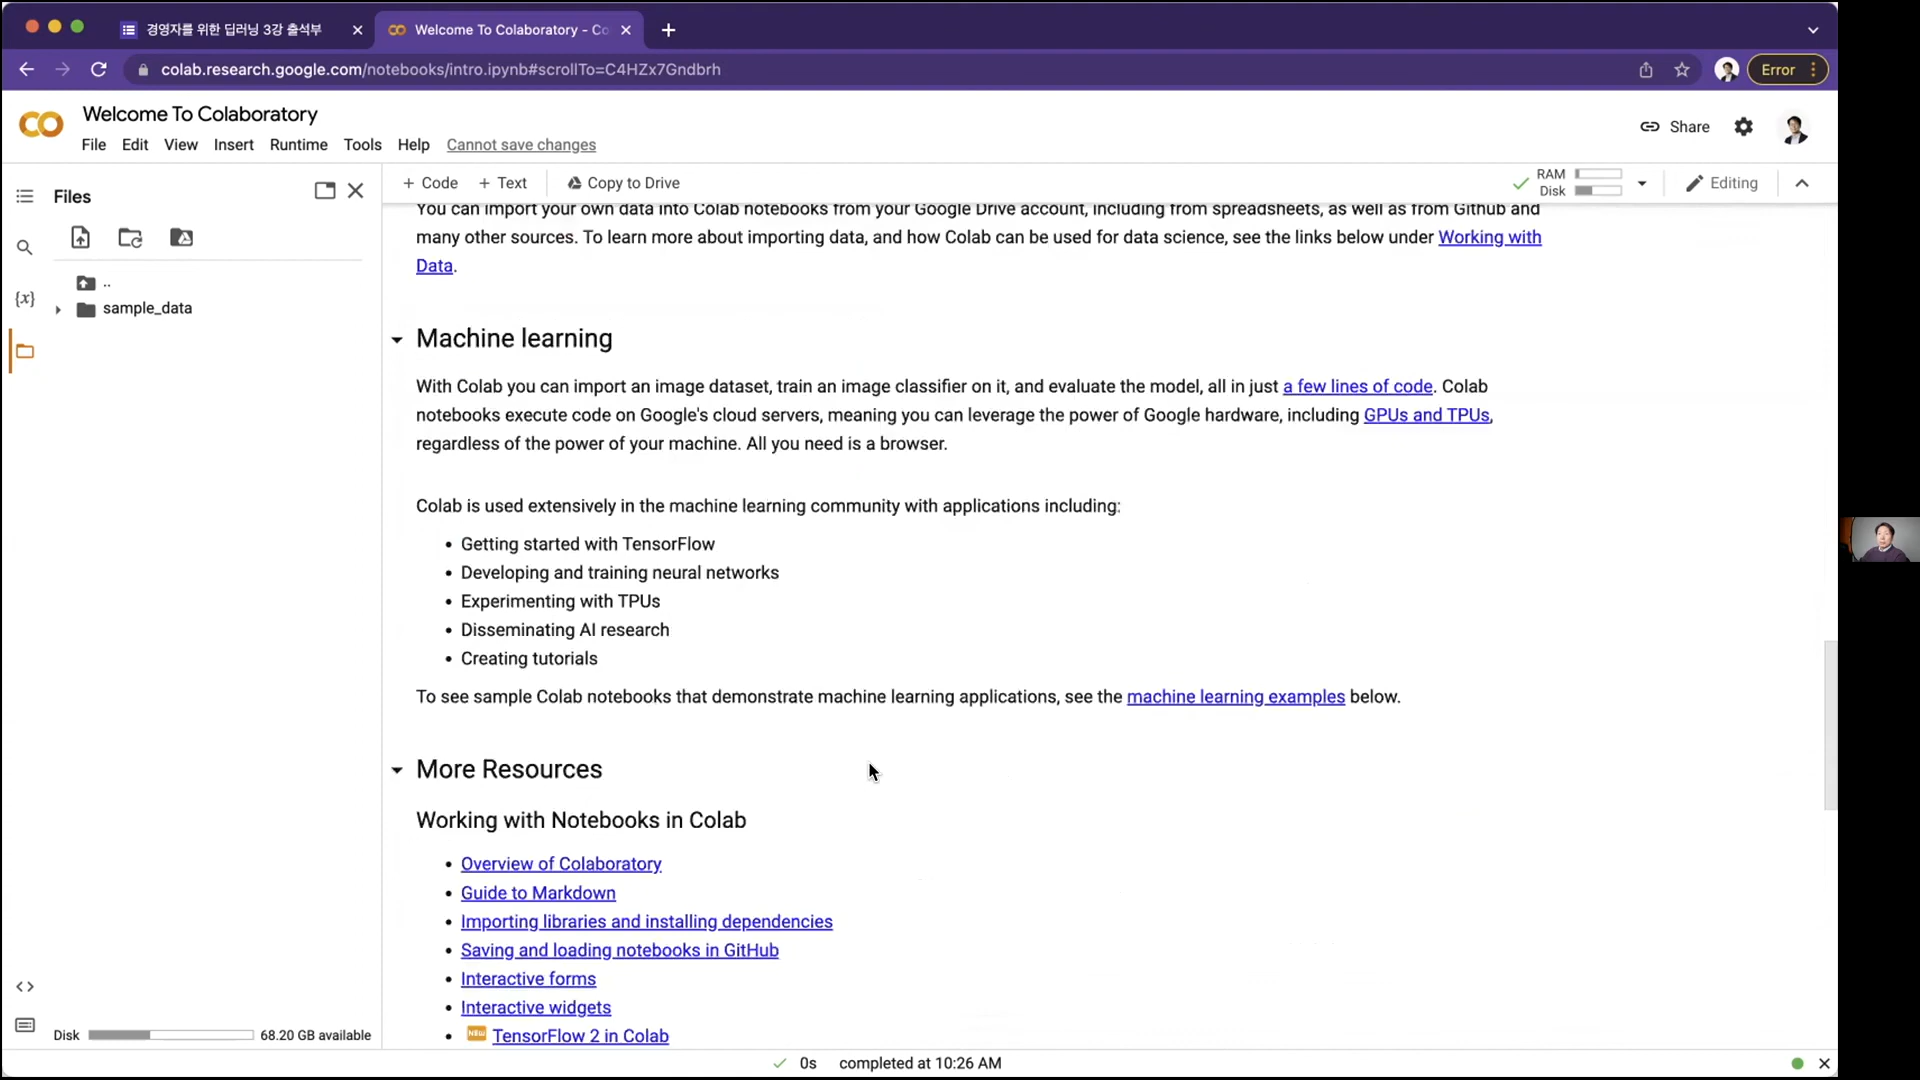 경영자를 위한 딥러닝 3강 출석부
Welcome To Colaboratory - Co
colab.research.google.com/notebooks/intro.ipynb#scrollTo=C4HZx7Gndbrh
Error
Welcome To Colaboratory
File Edit View Insert Runtime Tools Help Cannot save changes
Share
Files
+ Code + Text Copy to Drive
RAM
Disk
Editing
..
sample_data
You can import your own data into Colab notebooks from your Google Drive account, including from spreadsheets, as well as from Github and
many other sources. To learn more about importing data, and how Colab can be used for data science, see the links below under Working with
Data.
Machine learning
With Colab you can import an image dataset, train an image classifier on it, and evaluate the model, all in just a few lines of code. Colab
notebooks execute code on Google's cloud servers, meaning you can leverage the power of Google hardware, including GPUs and TPUs,
regardless of the power of your machine. All you need is a browser.
Colab is used extensively in the machine learning community with applications including:
• Getting started with TensorFlow
• Developing and training neural networks
• Experimenting with TPUs
• Disseminating AI research
• Creating tutorials
To see sample Colab notebooks that demonstrate machine learning applications, see the machine learning examples below.
More Resources
Working with Notebooks in Colab
• Overview of Colaboratory
• Guide to Markdown
• Importing libraries and installing dependencies
• Saving and loading notebooks in GitHub
• Interactive forms
• Interactive widgets
• NEW TensorFlow 2 in Colab
Disk 68.20 GB available
0s completed at 10:26 AM